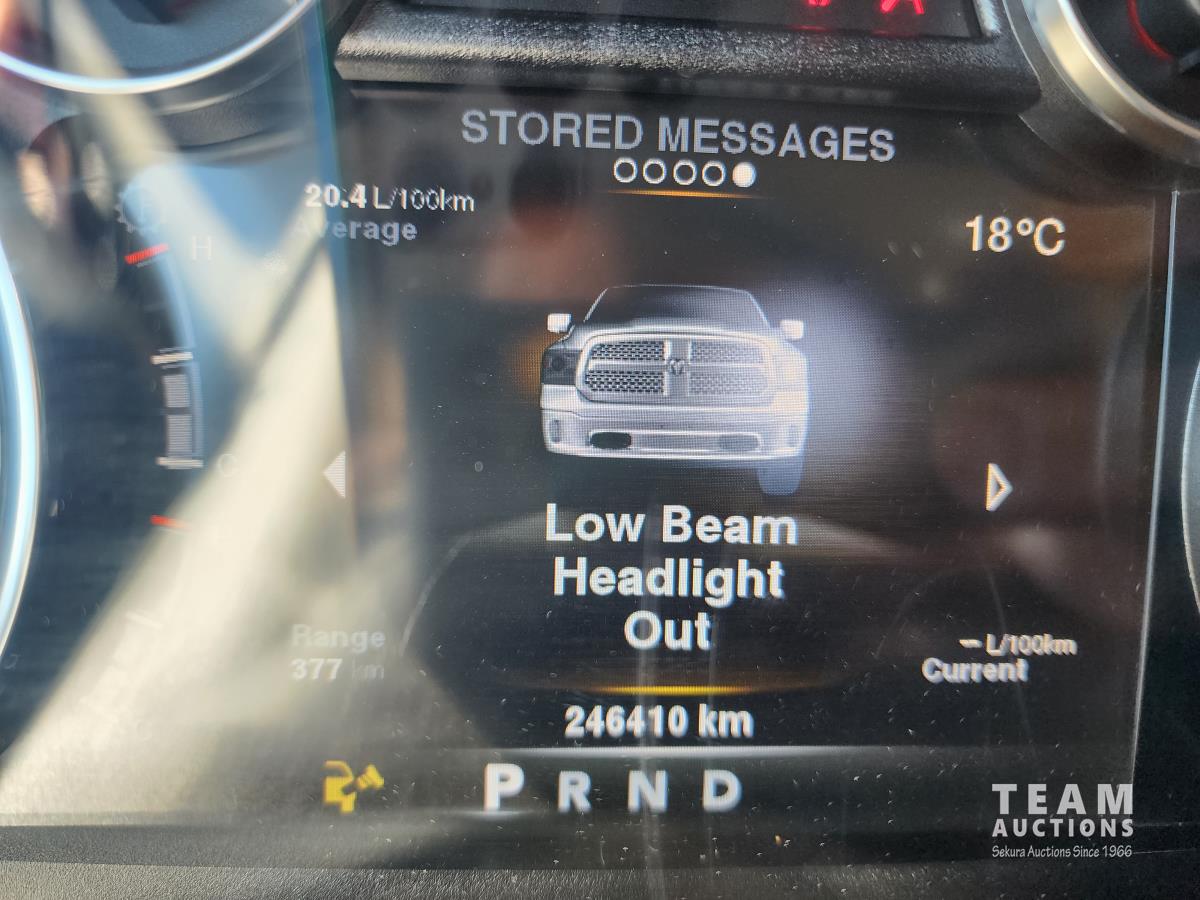 STORED MESSAGES
20.4 L/100km
Average
18°C
H
C
Low Beam
Headlight
Out
Range
377 km
-- L/100km
Current
246410 km
P R N D
TEAM
AUCTIONS
Sekura Auctions Since 1966